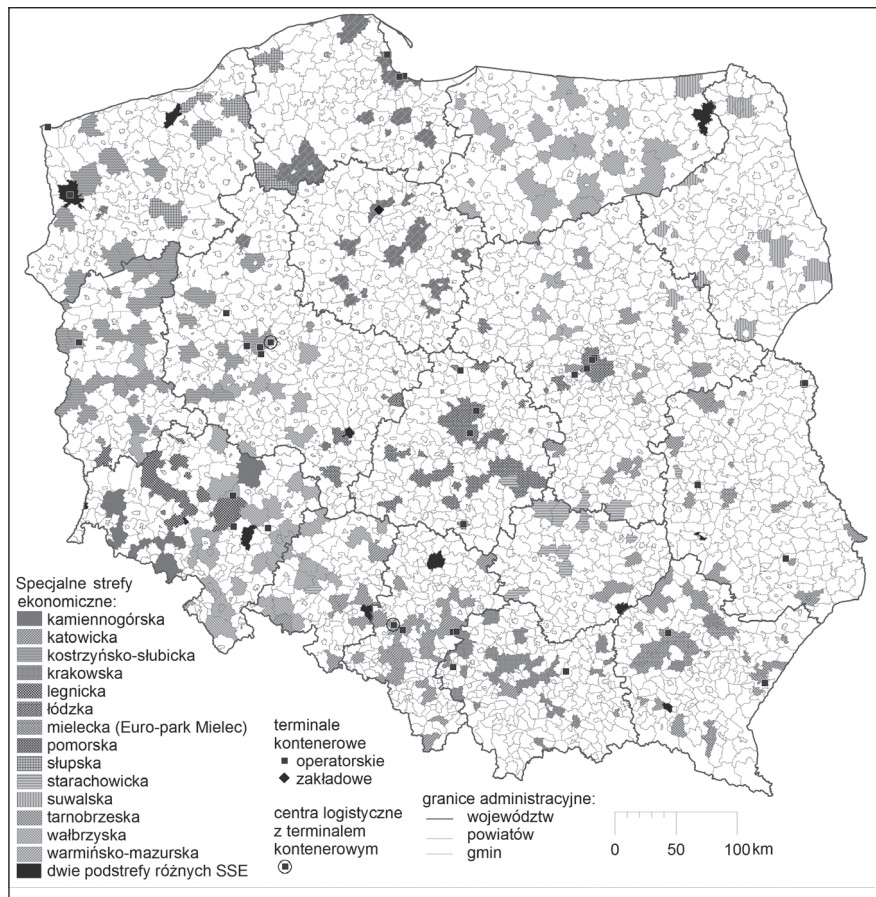 Specjalne strefy
ekonomiczne:
kamiennogórska
katowicka
kostrzyńsko-słubicka
krakowska
legnicka
łódzka
mielecka (Euro-park Mielec)
pomorska
słupska
starachowicka
suwalska
tarnobrzeska
wałbrzyska
warmińsko-mazurska
dwie podstrefy różnych SSE
terminale
kontenerowe
operatorskie
zakładowe
centra logistyczne
z terminalem
kontenerowym
granice administracyjne:
województw
powiatów
gmin
0 50 100 km